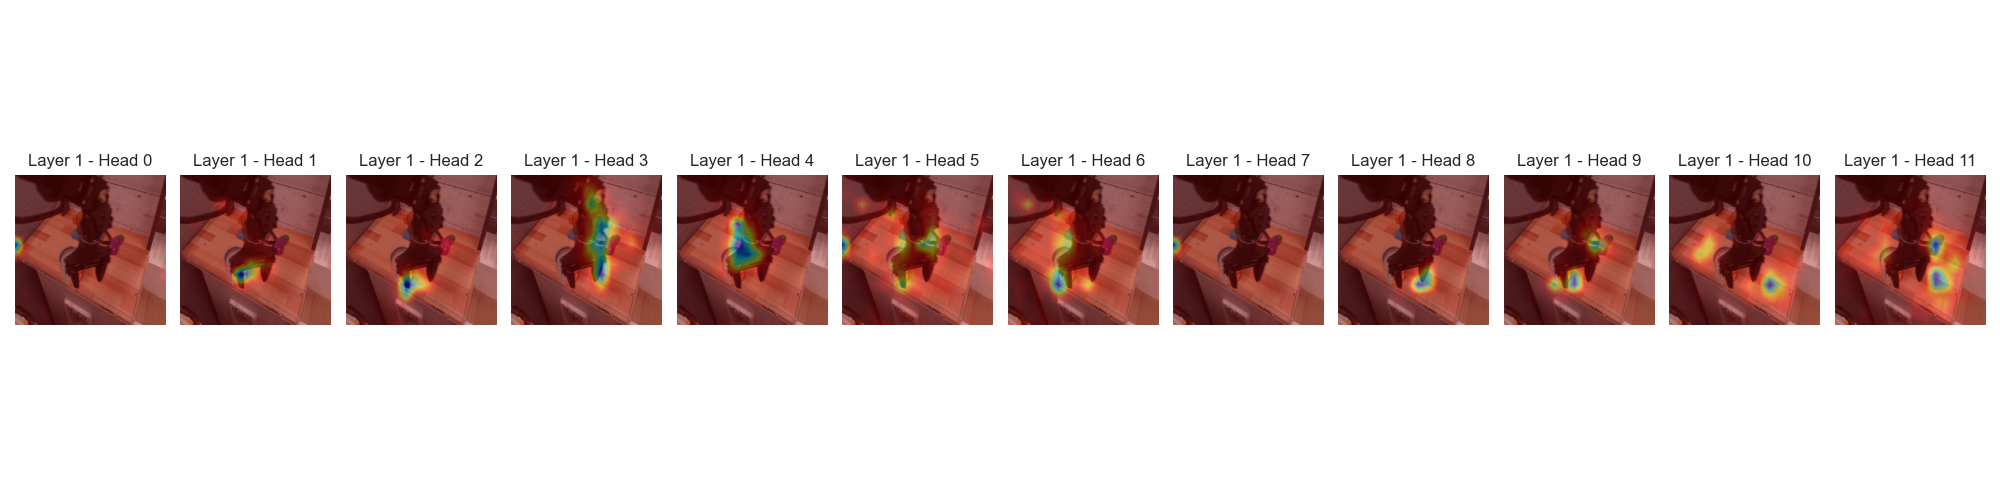 Layer 1 - Head 0
Layer 1 - Head 1
Layer 1 - Head 2
Layer 1 - Head 3
Layer 1 - Head 4
Layer 1 - Head 5
Layer 1 - Head 6
Layer 1 - Head 7
Layer 1 - Head 8
Layer 1 - Head 9
Layer 1 - Head 10
Layer 1 - Head 11